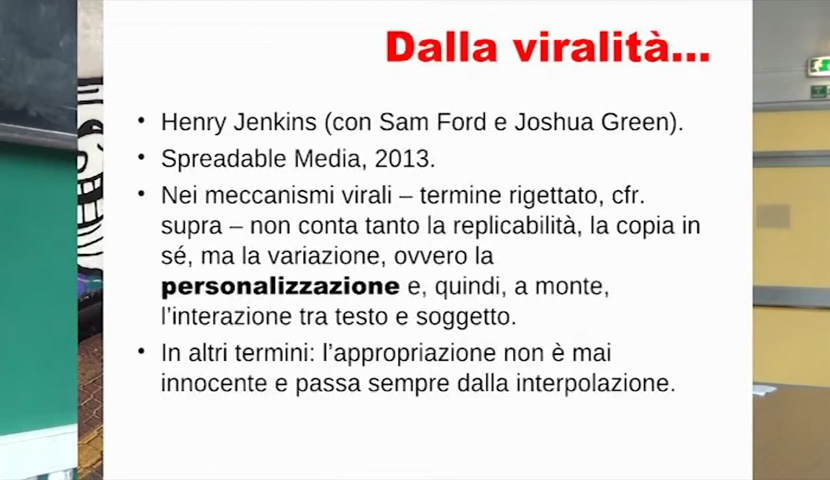 Dalla viralità...
• Henry Jenkins (con Sam Ford e Joshua Green).
• Spreadable Media, 2013.
• Nei meccanismi virali – termine rigettato, cfr.
supra – non conta tanto la replicabilità, la copia in
sé, ma la variazione, ovvero la
personalizzazione e, quindi, a monte,
l’interazione tra testo e soggetto.
• In altri termini: l’appropriazione non è mai
innocente e passa sempre dalla interpolazione.